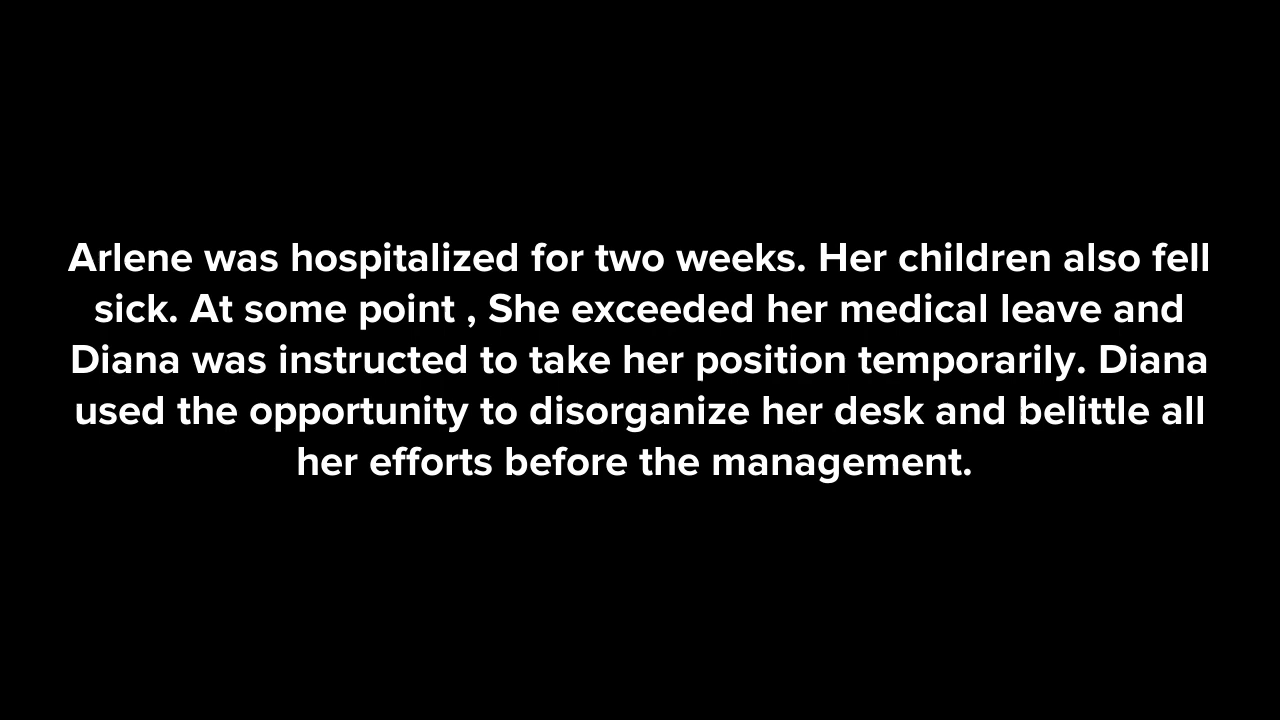 Arlene was hospitalized for two weeks. Her children also fell
sick. At some point , She exceeded her medical leave and
Diana was instructed to take her position temporarily. Diana
used the opportunity to disorganize her desk and belittle all
her efforts before the management.